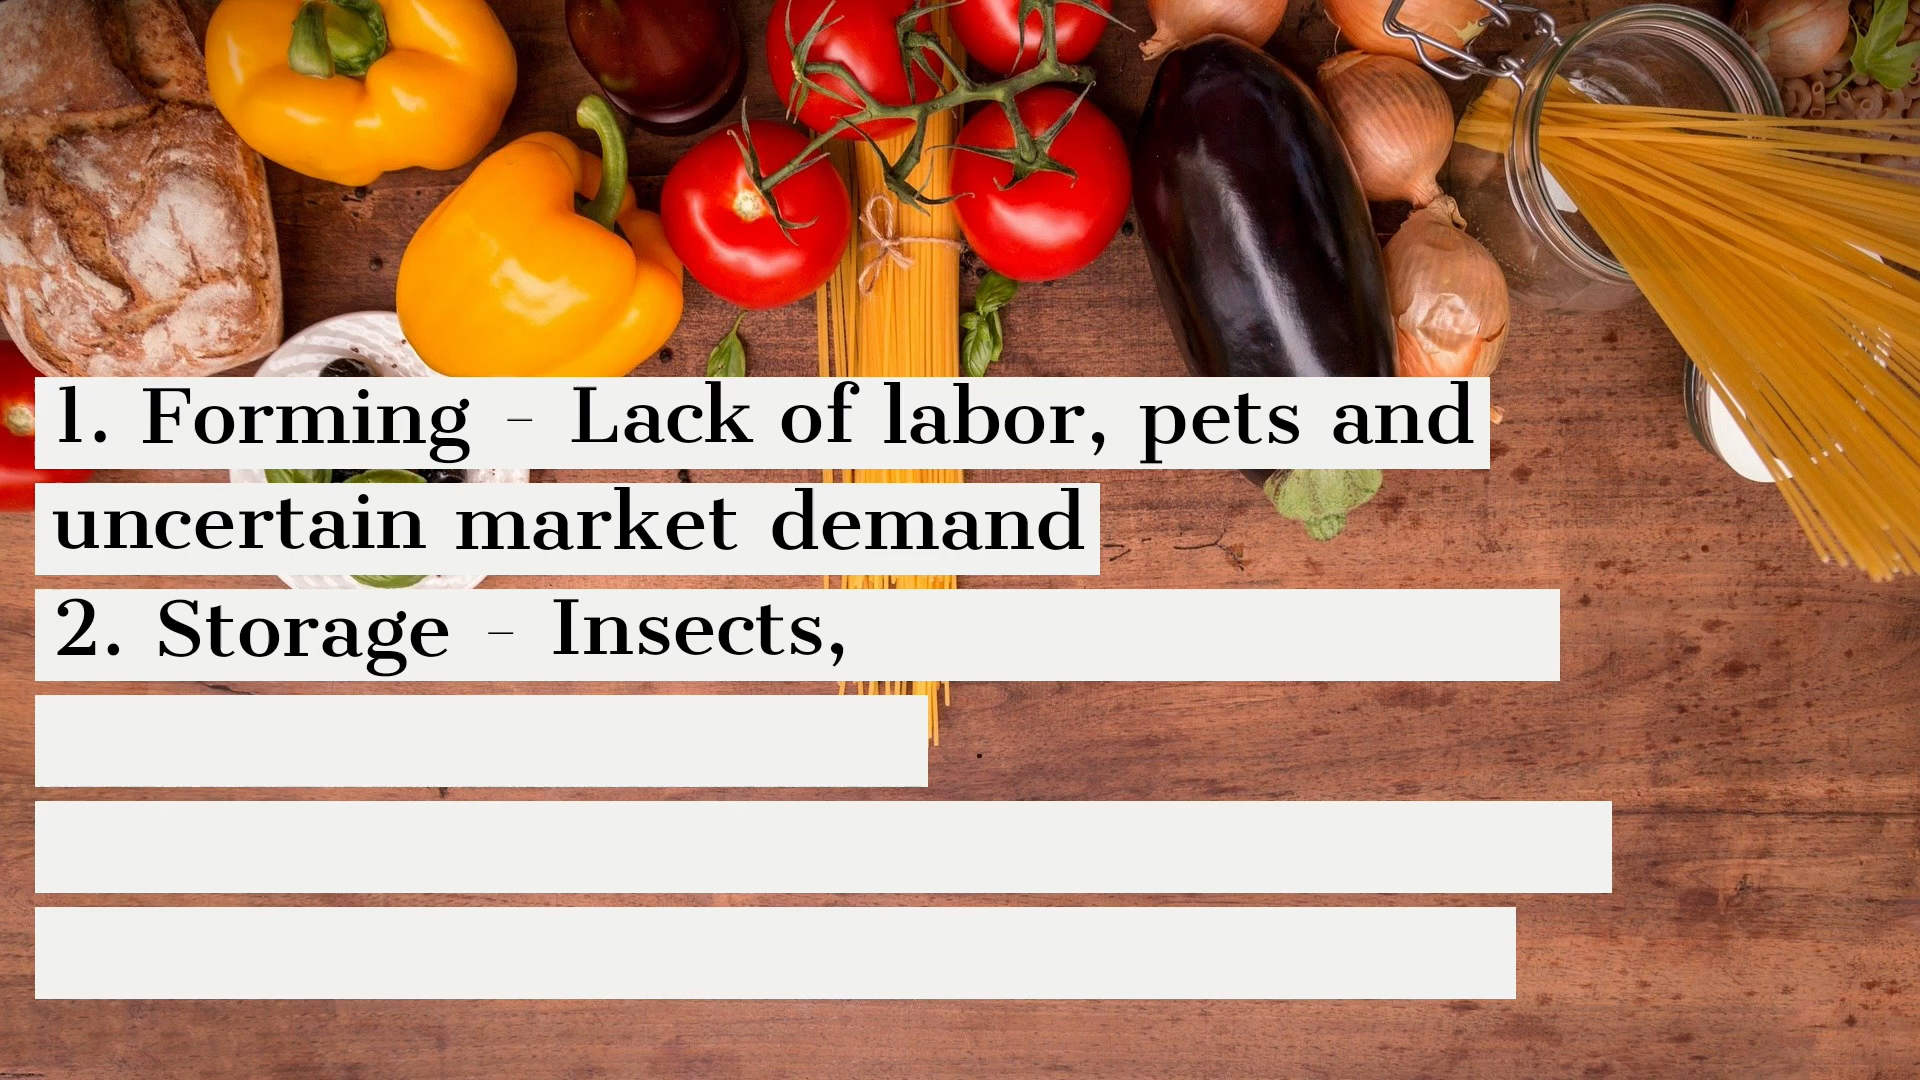 1. Forming - Lack of labor, pets and
uncertain market demand
2. Storage - Insects,